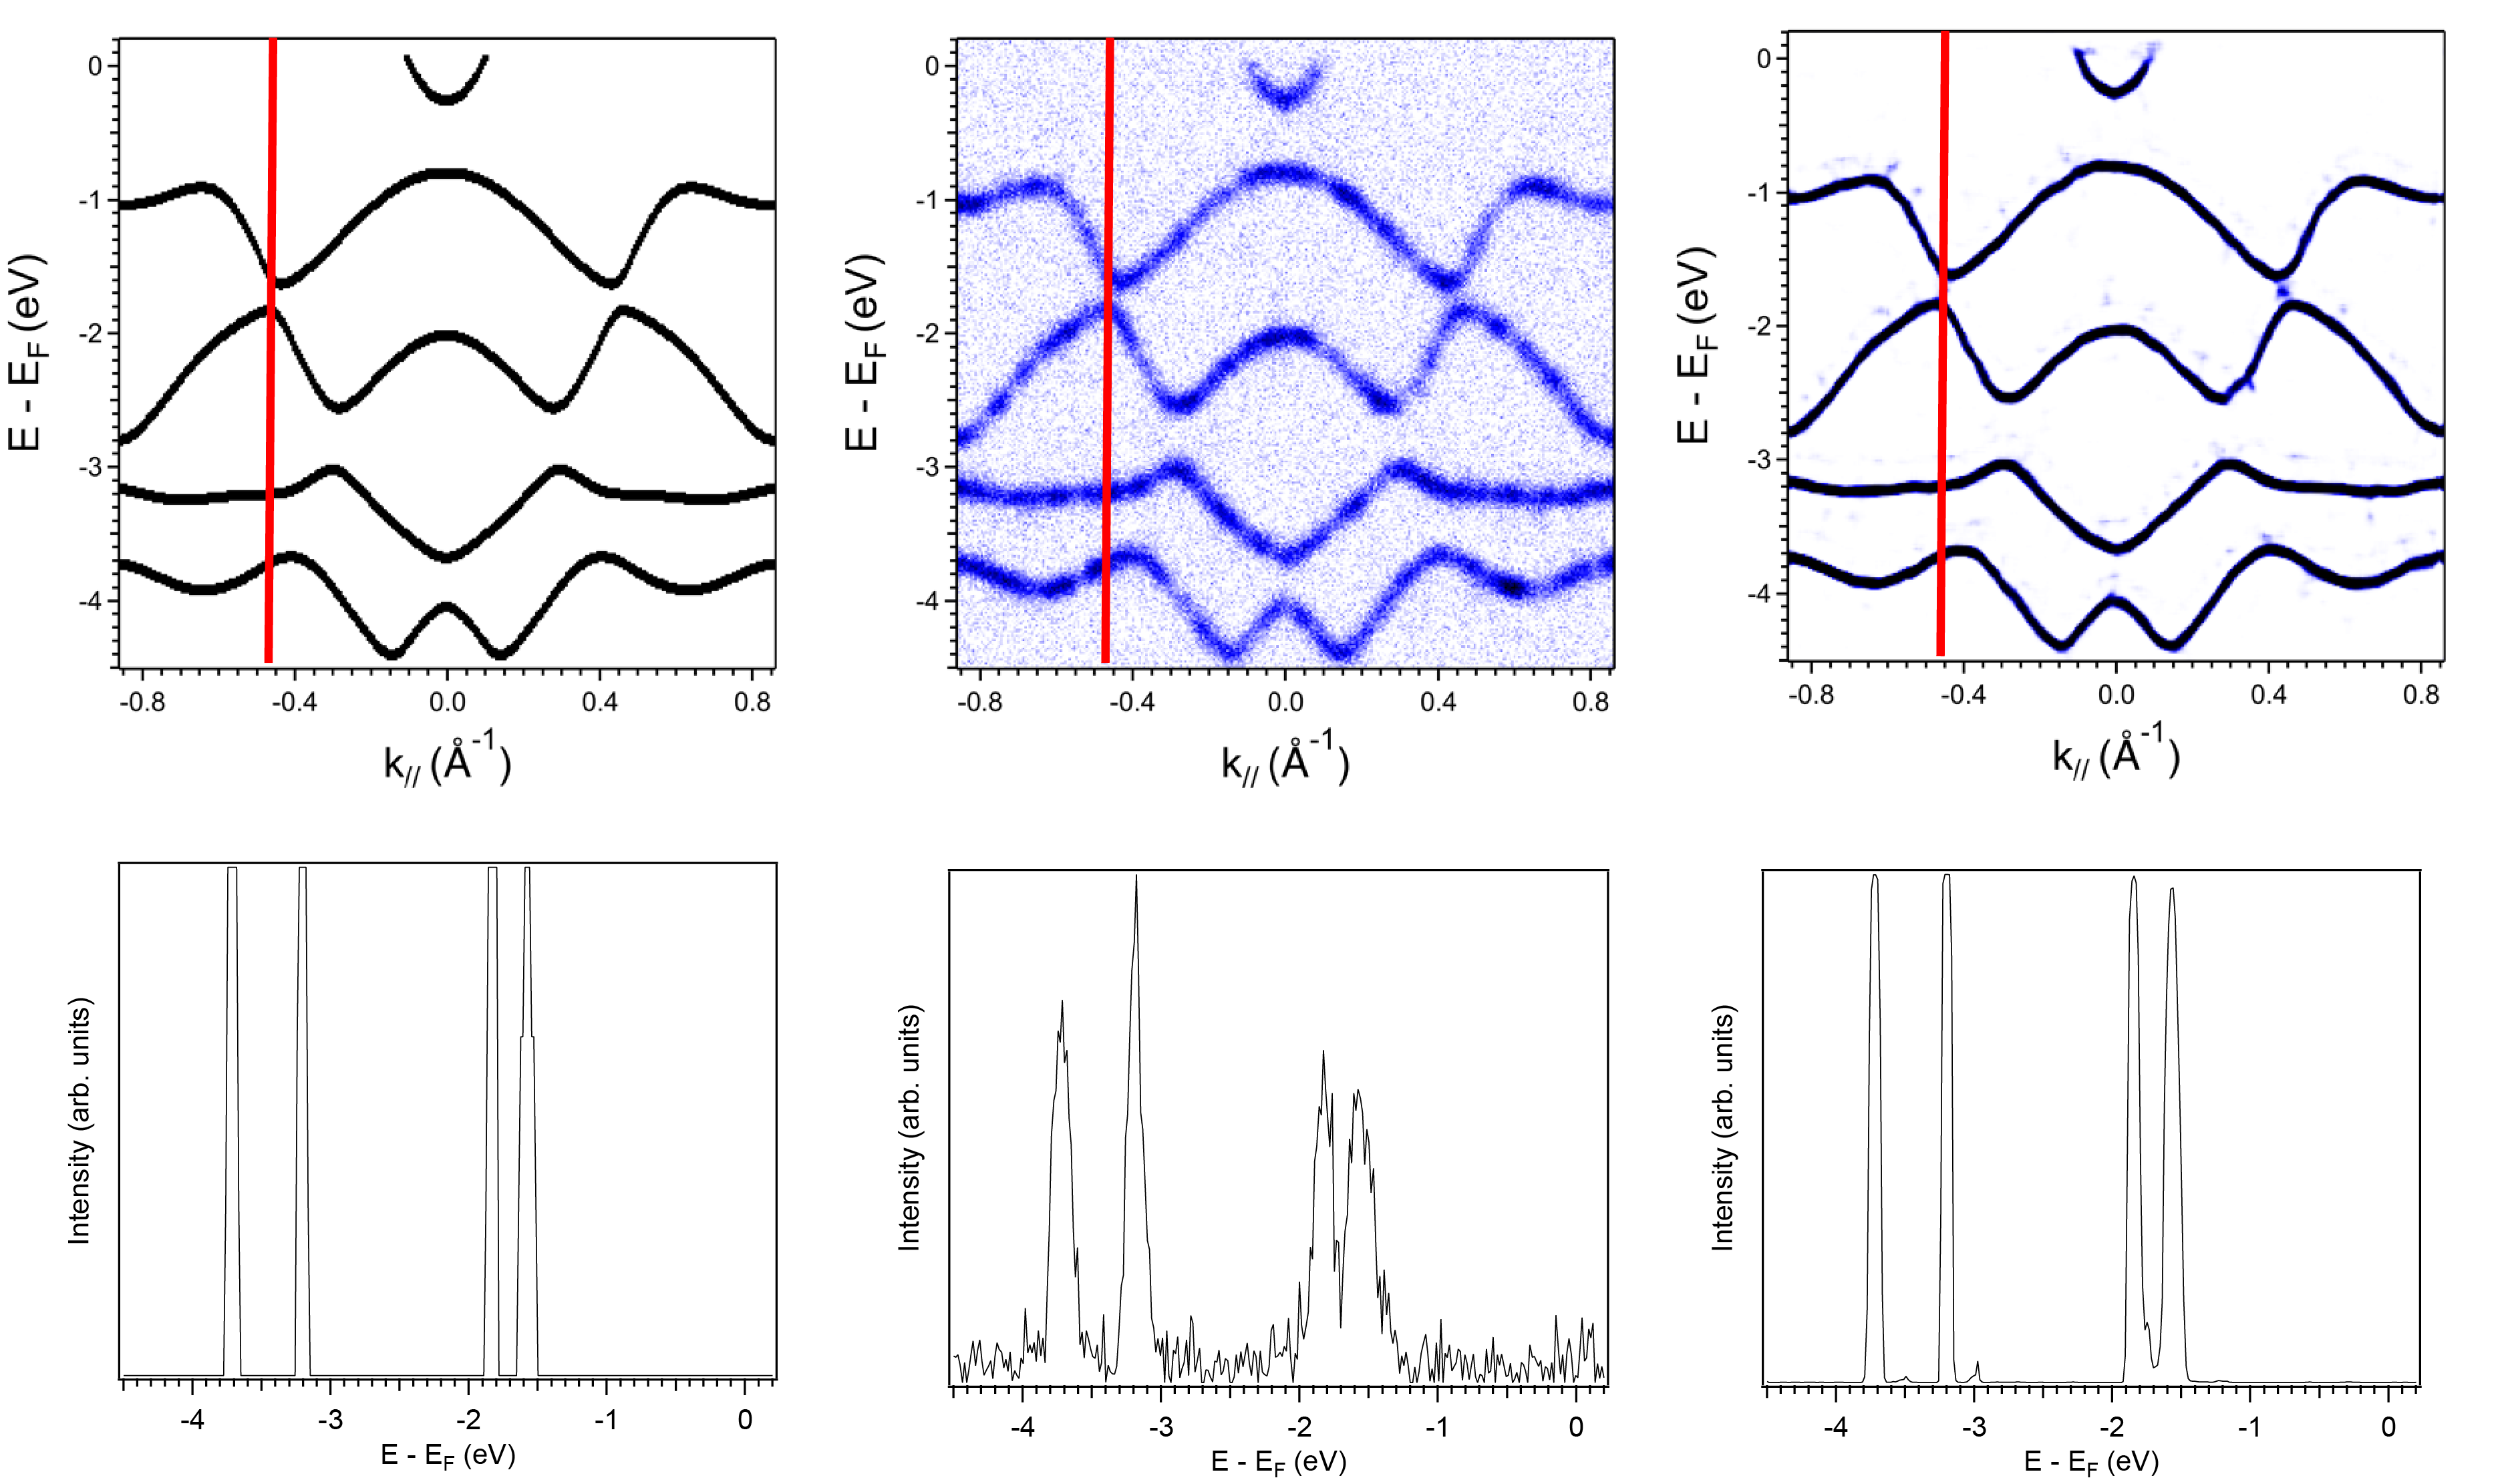 E - EF (eV)
0
-1
-2
-3
-4
-0.8 -0.4 0.0 0.4 0.8
k// (Å-1)
E - EF (eV)
0
-1
-2
-3
-4
-0.8 -0.4 0.0 0.4 0.8
k// (Å-1)
E - EF (eV)
0
-1
-2
-3
-4
-0.8 -0.4 0.0 0.4 0.8
k// (Å-1)
Intensity (arb. units)
-4 -3 -2 -1 0
E - EF (eV)
Intensity (arb. units)
-4 -3 -2 -1 0
E - EF (eV)
Intensity (arb. units)
-4 -3 -2 -1 0
E - EF (eV)